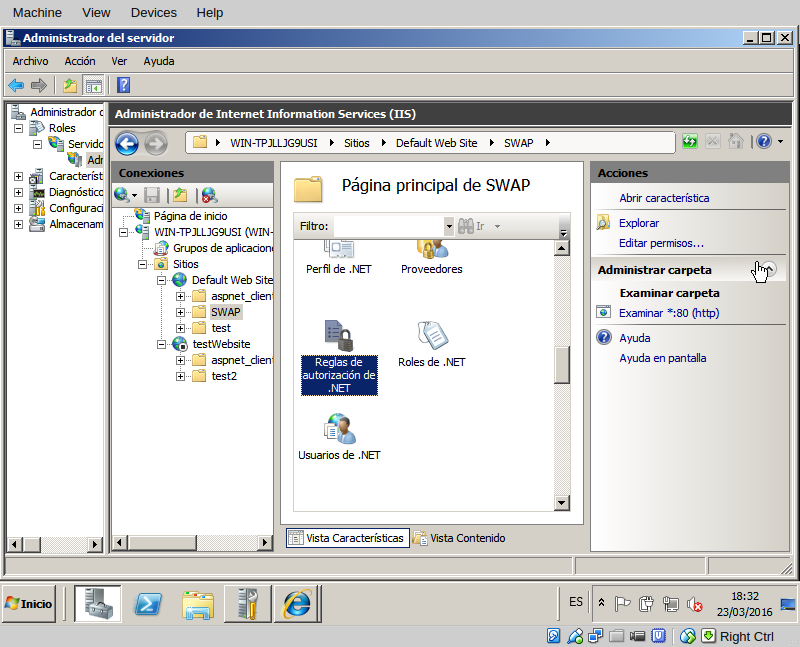 Machine View Devices Help
Administrador del servidor
Archivo Acción Ver Ayuda
Administrador d
Roles
Servido
Adr
Característ
Diagnóstico
Configuraci
Almacenam
Administrador de Internet Information Services (IIS)
WIN-TPJLLJG9USI Sitios Default Web Site SWAP
Conexiones
Página de inicio
WIN-TPJLLJG9USI (WIN-
Grupos de aplicacione
Sitios
Default Web Site
aspnet_client
SWAP
test
testWebsite
aspnet_client
test2
Página principal de SWAP
Filtro: Ir
Perfil de .NET Proveedores
Reglas de
autorización de
.NET
Roles de .NET
Usuarios de .NET
Vista Características Vista Contenido
Acciones
Abrir característica
Explorar
Editar permisos...
Administrar carpeta
Examinar carpeta
Examinar *:80 (http)
Ayuda
Ayuda en pantalla
Inicio
ES
18:32
23/03/2016
Right Ctrl